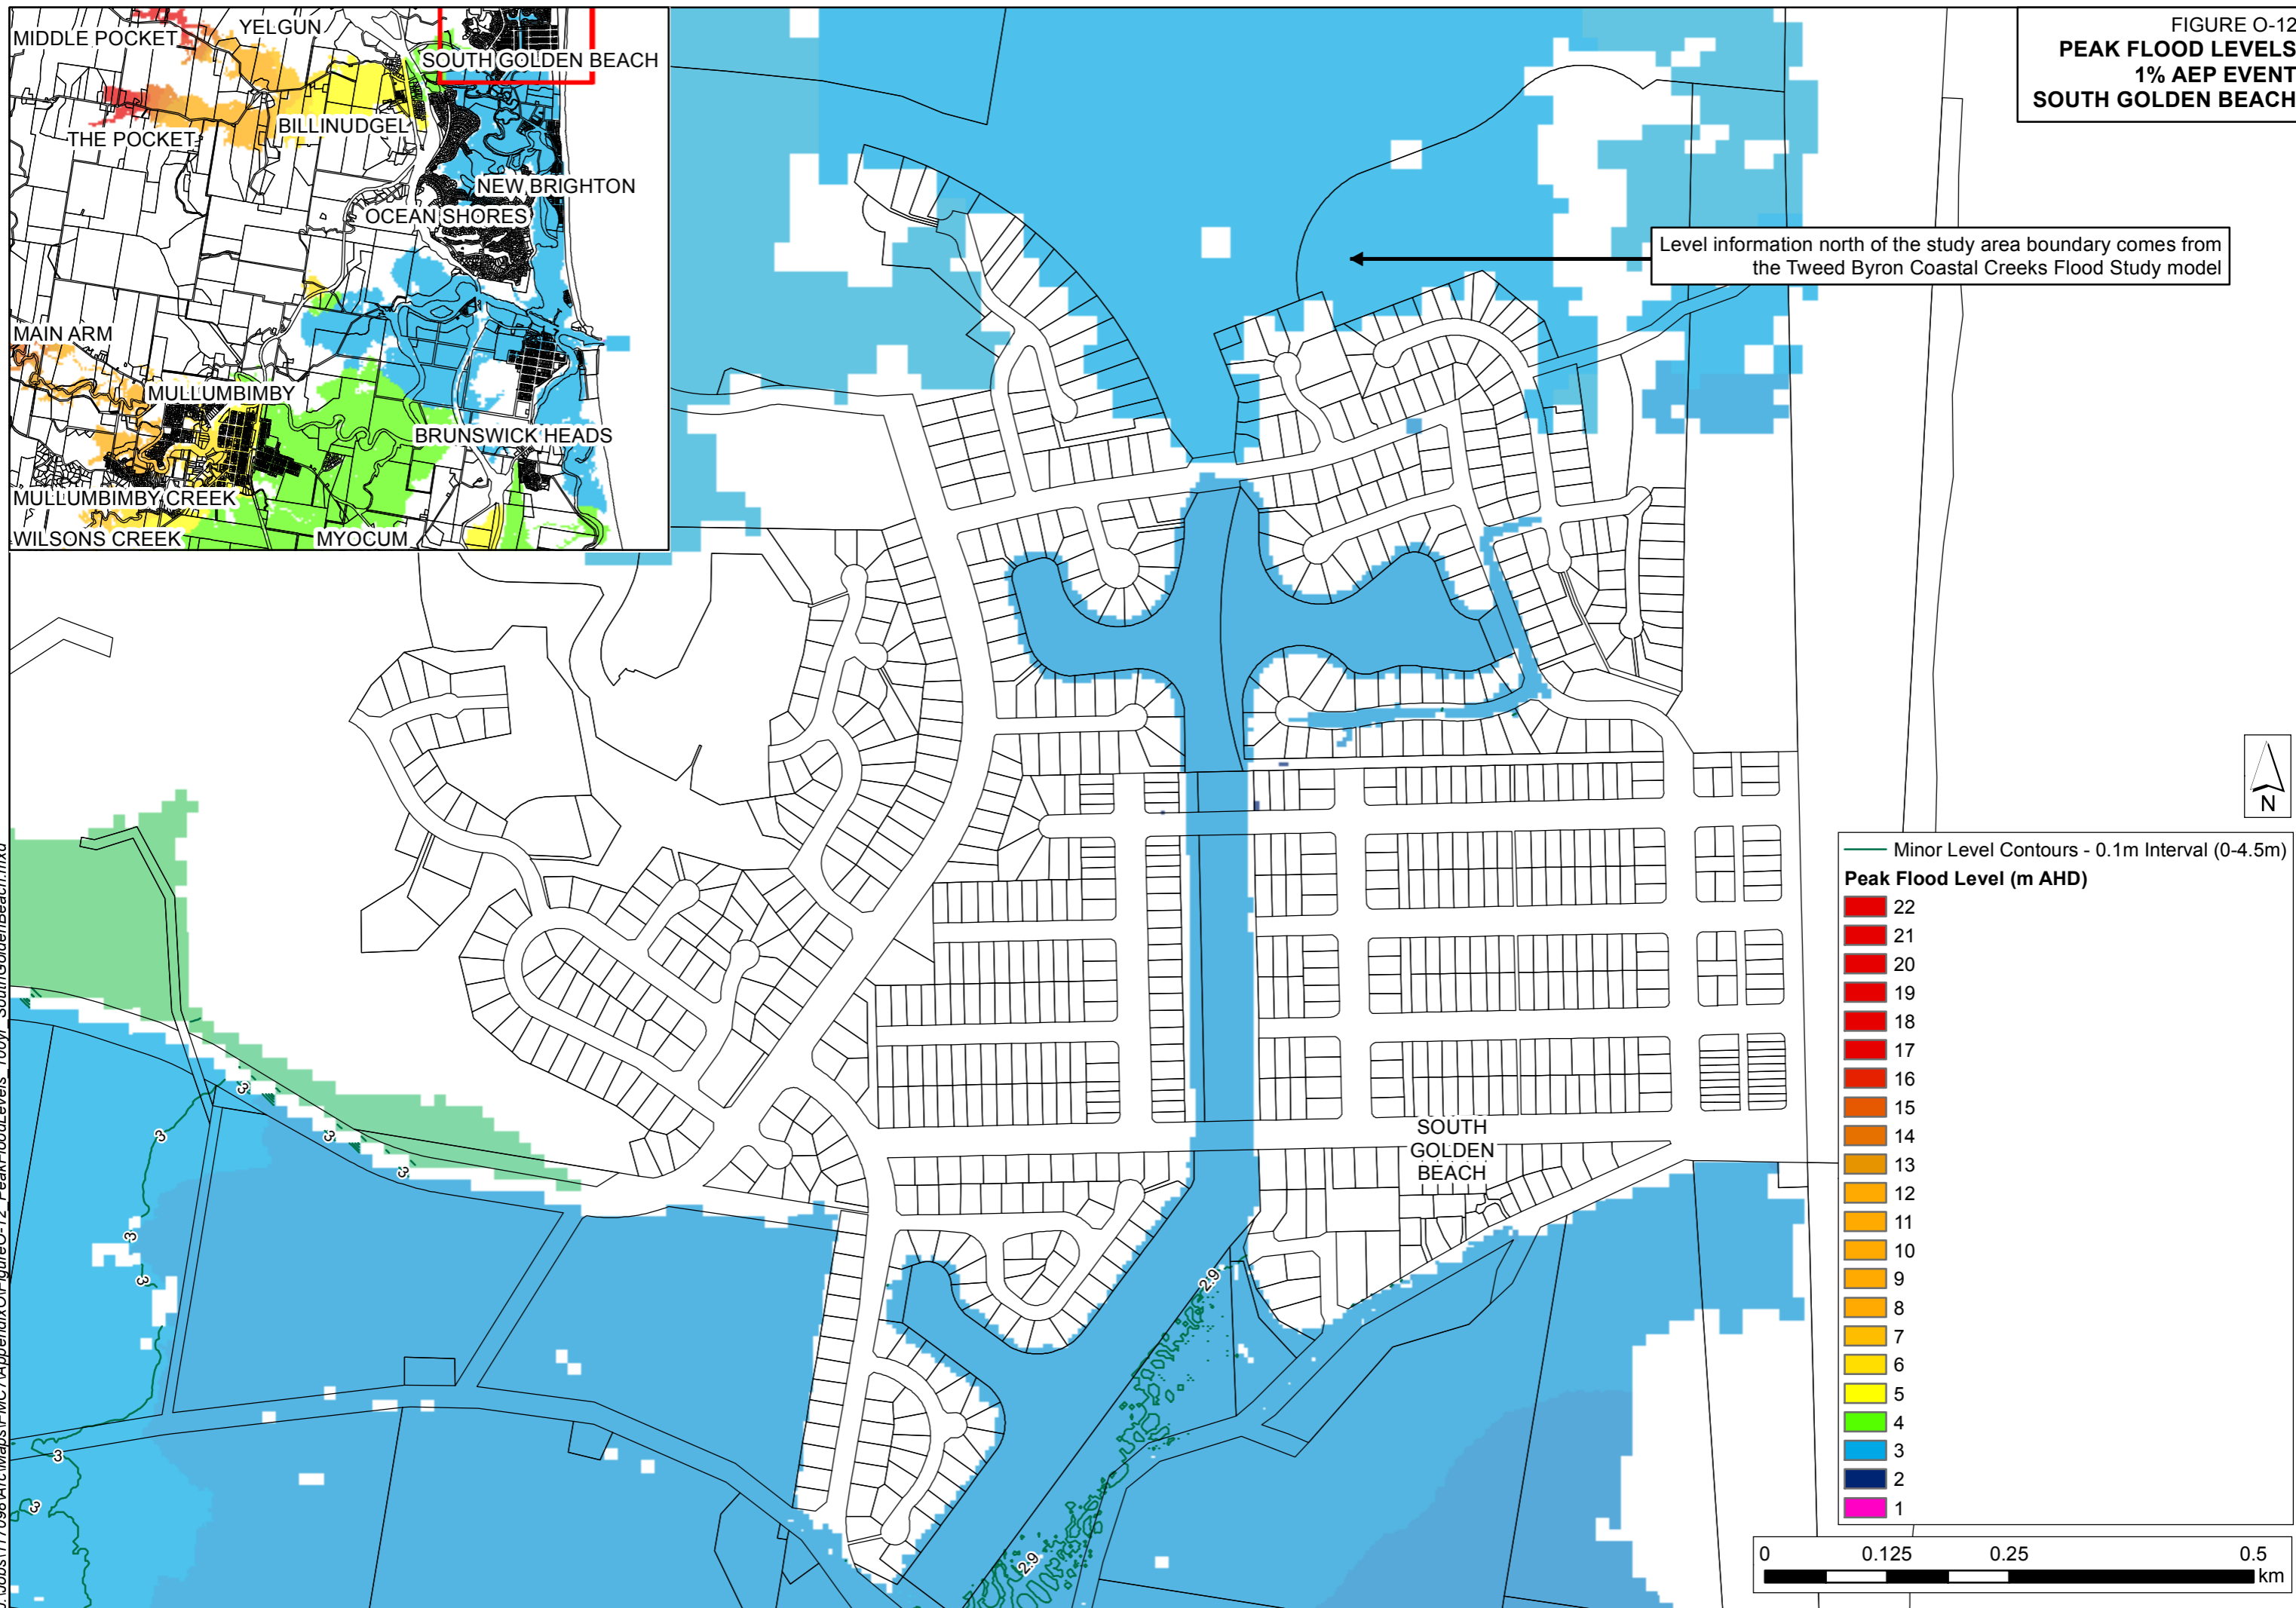 FIGURE O-12
PEAK FLOOD LEVELS
1% AEP EVENT
SOUTH GOLDEN BEACH
MIDDLE POCKET
YELGUN
SOUTH GOLDEN BEACH
THE POCKET
BILLINUDGEL
NEW BRIGHTON
OCEAN SHORES
MAIN ARM
MULLUMBIMBY
BRUNSWICK HEADS
MULLUMBIMBY CREEK
WILSONS CREEK
MYOCUM
Level information north of the study area boundary comes from
the Tweed Byron Coastal Creeks Flood Study model
N
SOUTH
GOLDEN
BEACH
3
3
3
3
3
3
3
3
2.9
2.9
Minor Level Contours - 0.1m Interval (0-4.5m)
Peak Flood Level (m AHD)
22
21
20
19
18
17
16
15
14
13
12
11
10
9
8
7
6
5
4
3
2
1
0 0.125 0.25 0.5
km